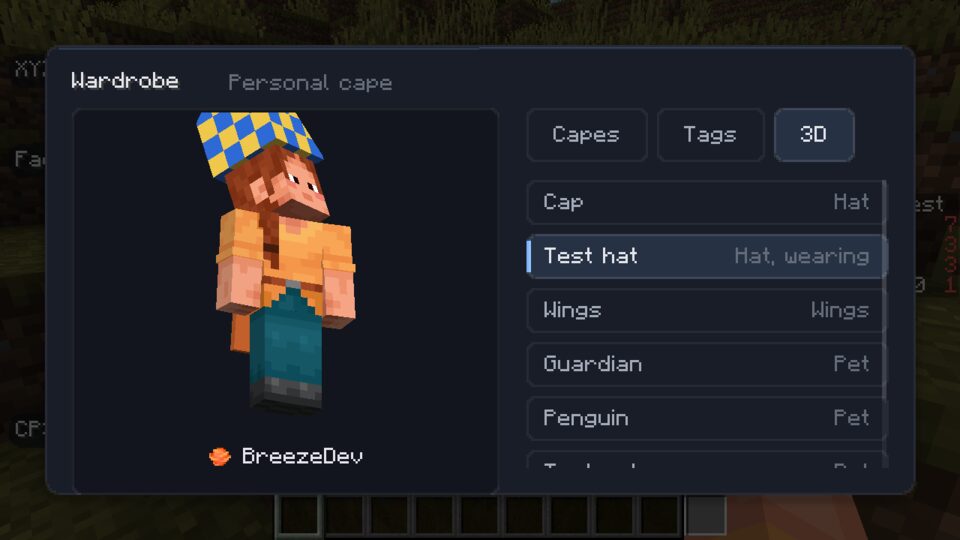 Wardrobe Personal cape
Capes Tags 3D
Cap Hat
Test hat Hat, wearing
Wings Wings
Guardian Pet
Penguin Pet
BreezeDev